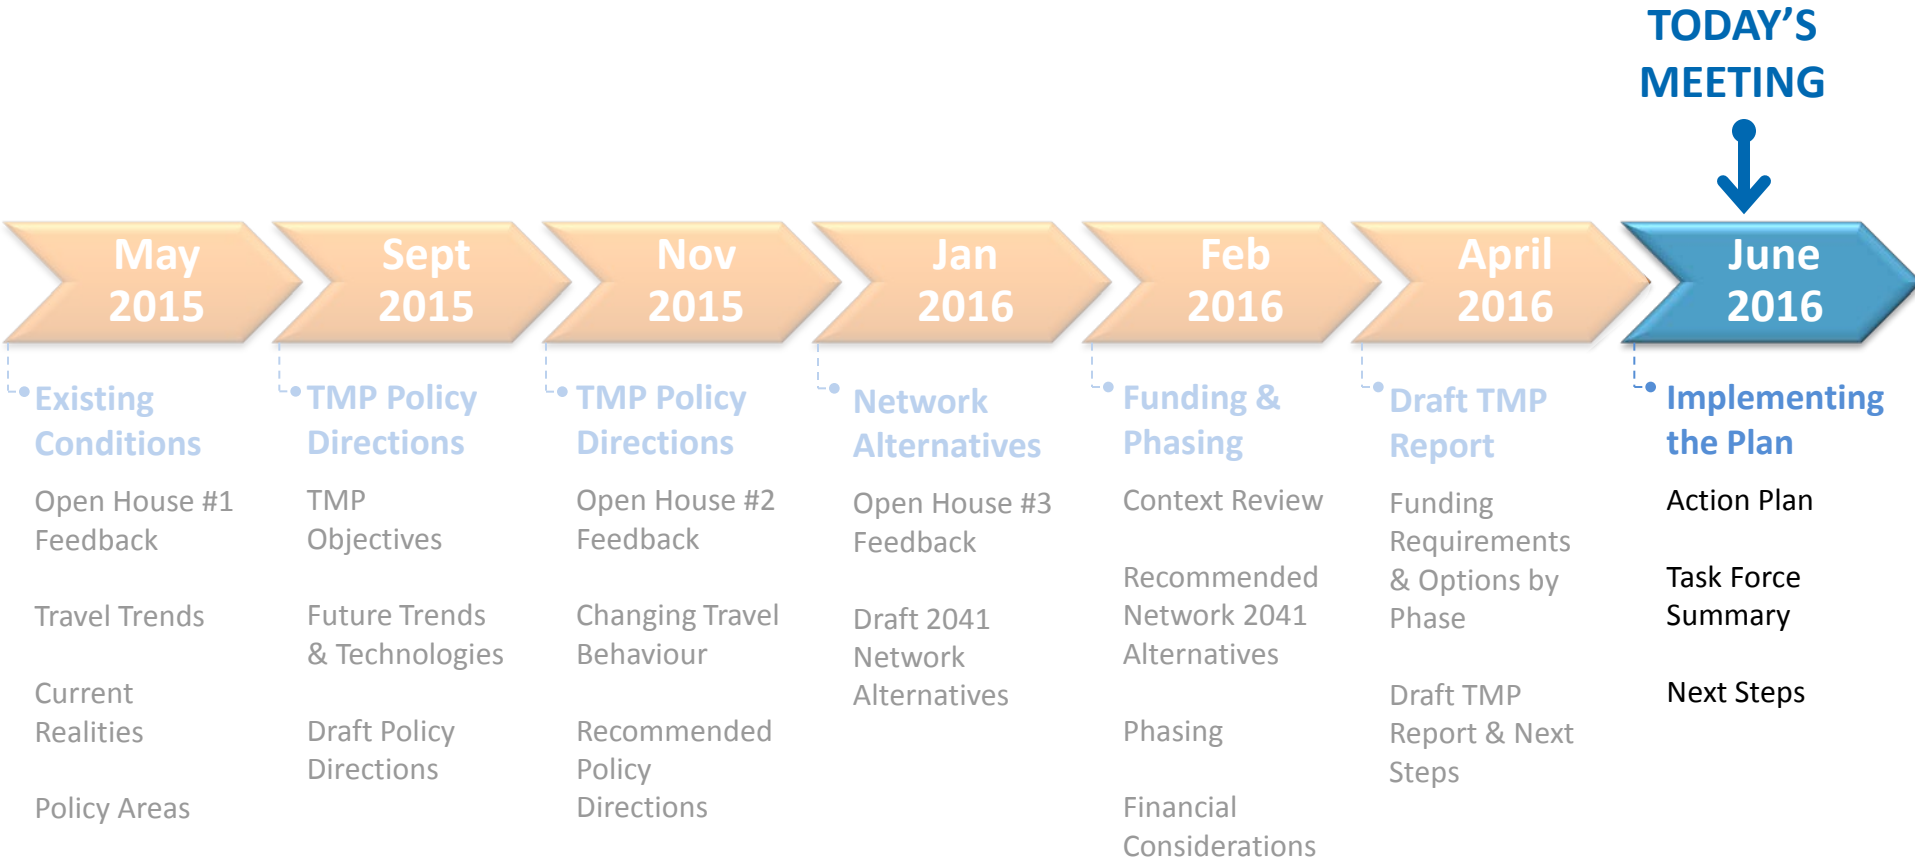 TODAY'S
MEETING
May
2015
Sept
2015
Nov
2015
Jan
2016
Feb
2016
April
2016
June
2016
Existing
Conditions
Open House #1
Feedback
Travel Trends
Current
Realities
Policy Areas
TMP Policy
Directions
TMP
Objectives
Future Trends
& Technologies
Draft Policy
Directions
TMP Policy
Directions
Open House #2
Feedback
Changing Travel
Behaviour
Recommended
Policy
Directions
Network
Alternatives
Open House #3
Feedback
Draft 2041
Network
Alternatives
Funding &
Phasing
Context Review
Recommended
Network 2041
Alternatives
Phasing
Financial
Considerations
Draft TMP
Report
Funding
Requirements
& Options by
Phase
Draft TMP
Report & Next
Steps
Implementing
the Plan
Action Plan
Task Force
Summary
Next Steps